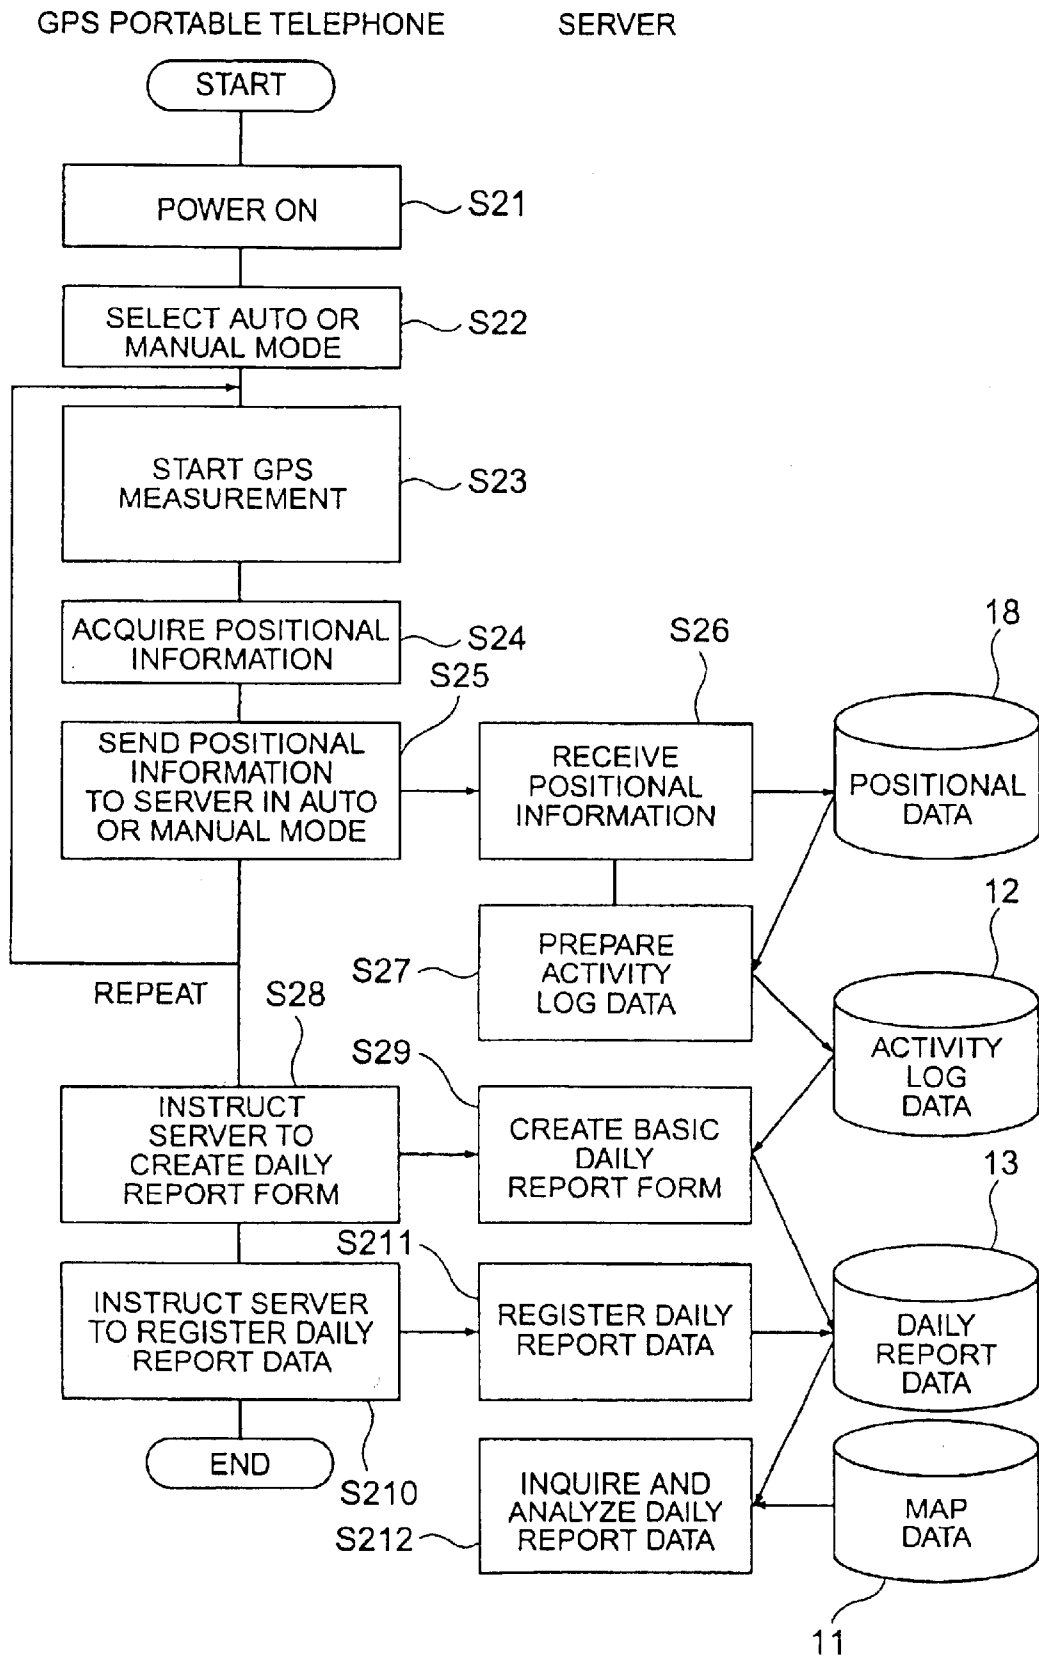 GPS PORTABLE TELEPHONE
SERVER
START
POWER ON
S21
SELECT AUTO OR
MANUAL MODE
S22
START GPS
MEASUREMENT
S23
ACQUIRE POSITIONAL
INFORMATION
S24
S25
SEND POSITIONAL
INFORMATION
TO SERVER IN AUTO
OR MANUAL MODE
S26
RECEIVE
POSITIONAL
INFORMATION
18
POSITIONAL
DATA
S27
PREPARE
ACTIVITY
LOG DATA
12
ACTIVITY
LOG
DATA
REPEAT
S28
INSTRUCT
SERVER TO
CREATE DAILY
REPORT FORM
S29
CREATE BASIC
DAILY
REPORT FORM
13
DAILY
REPORT
DATA
S211
INSTRUCT SERVER
TO REGISTER DAILY
REPORT DATA
REGISTER DAILY
REPORT DATA
END
S210
S212
INQUIRE AND
ANALYZE DAILY
REPORT DATA
MAP
DATA
11